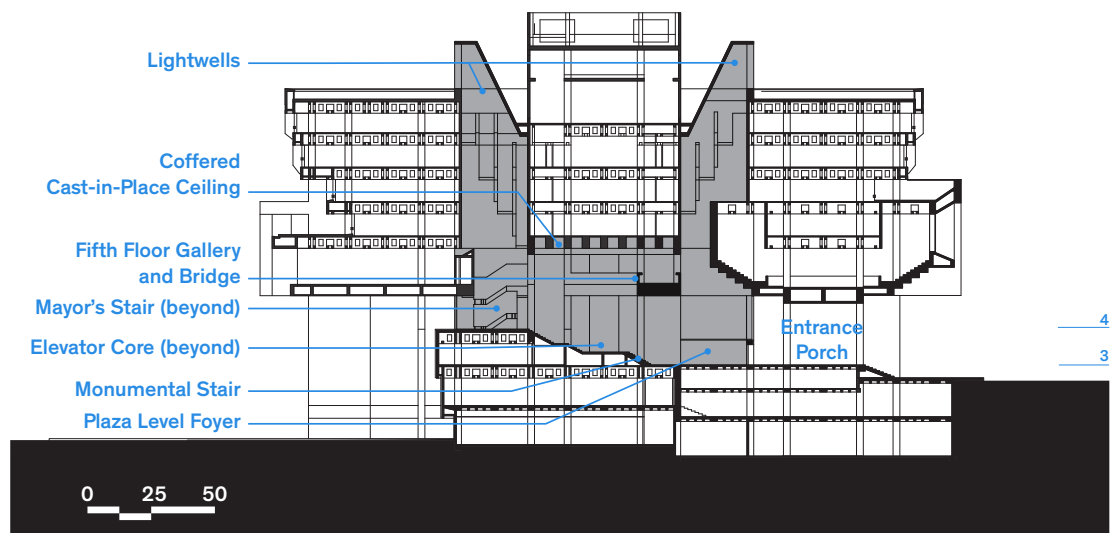 Lightwells
Coffered
Cast-in-Place Ceiling
Fifth Floor Gallery
and Bridge
Mayor's Stair (beyond)
Elevator Core (beyond)
Monumental Stair
Plaza Level Foyer
Entrance
Porch
4
3
0 25 50